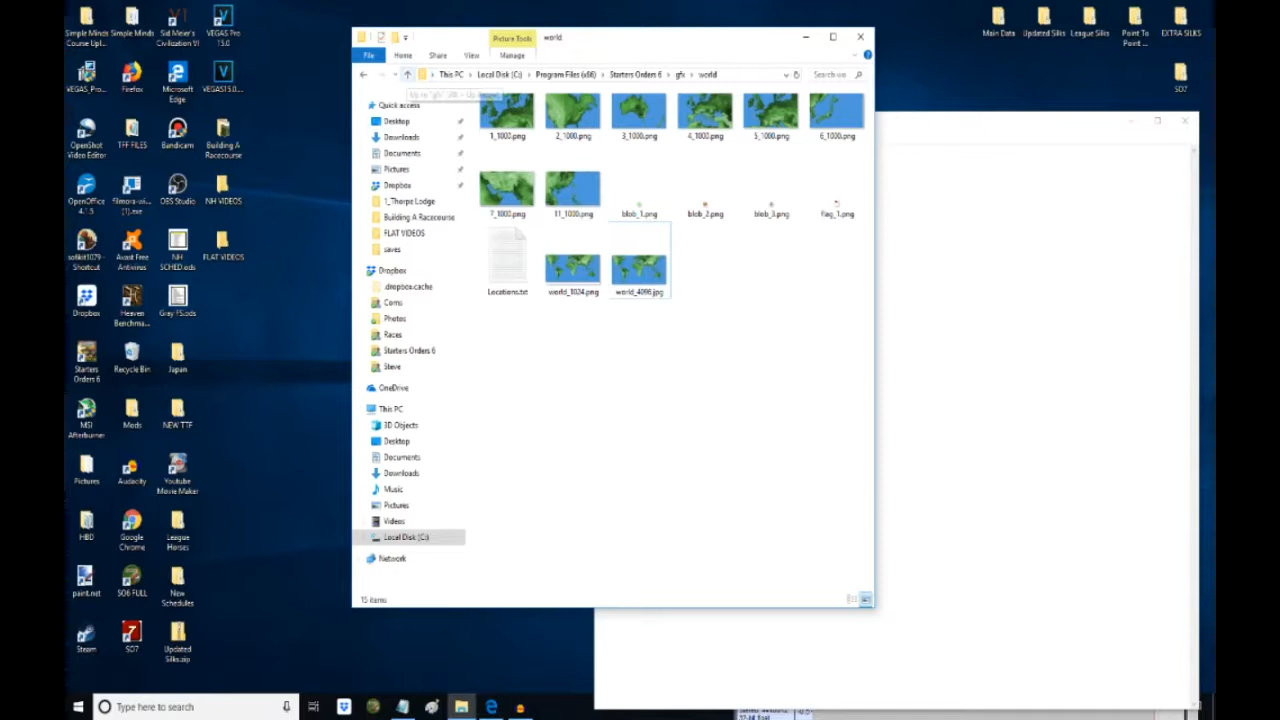 Simple Minds
Course Upl...
Simple Minds
Sid Meier's
Civilization VI
VEGAS Pro
15.0
VEGAS_Pro...
Firefox
Microsoft
Edge
VEGAS15.0...
OpenShot
Video Editor
TFF FILES
Bandicam
Building A
Racecourse
OpenOffice
4.1.5
filmora-wi...
(1).exe
OBS Studio
NH VIDEOS
softkit1029 -
Shortcut
Avast Free
Antivirus
NH
SCHED.ods
FLAT VIDEOS
Dropbox
Heaven
Benchma...
Gray FS.ods
Starters
Orders 6
Recycle Bin
Japan
MSI
Afterburner
Meds
NEW TTF
Pictures
Audacity
Youtube
Movie Maker
HBD
Google
Chrome
League
Horses
paint.net
SO6 FULL
New
Schedules
Steam
SO7
Updated
Silks.zip
Picture Tools
world
File
Home
Share
View
Manage
This PC
Local Disk (C:)
Program Files (x86)
Starters Orders 6
gfx
world
Search wo
Quick access
Desktop
Downloads
Documents
Pictures
Dropbox
1_Thorpe Lodge
Building A Racecourse
FLAT VIDEOS
saves
Dropbox
.dropbox.cache
Coms
Photos
Races
Starters Orders 6
Steve
OneDrive
This PC
3D Objects
Desktop
Documents
Downloads
Music
Pictures
Videos
Local Disk (C:)
Network
1_1000.png
2_1000.png
3_1000.png
4_1000.png
5_1000.png
6_1000.png
7_1000.png
11_1000.png
blob_1.png
blob_2.png
blob_3.png
flag_1.png
Locations.txt
world_1024.png
world_4096.jpg
15 items
Main Data
Updated Silks
League Silks
Point To
Point ...
EXTRA SILKS
SO7
Type here to search